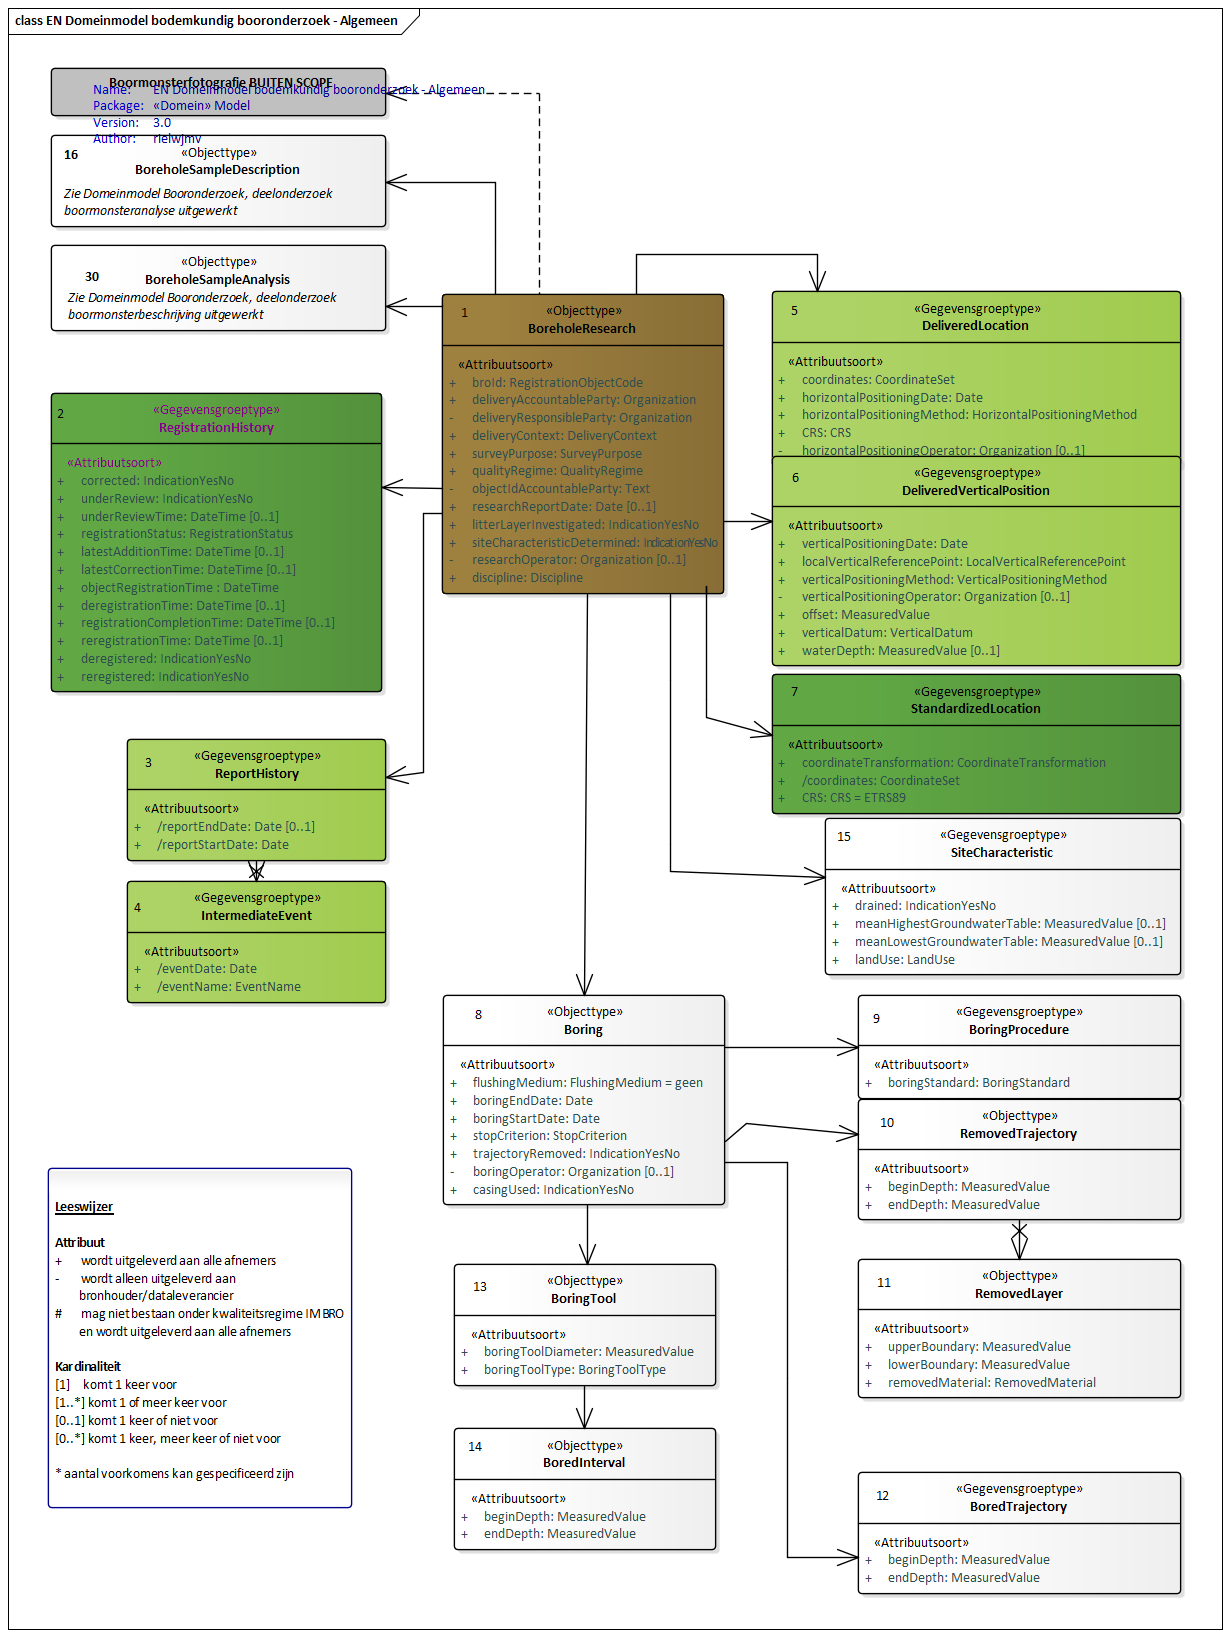 class EN Domeinmodel bodemkundig booronderzoek - Algemeen
Boormonsterfotografie BUITEN SCOPE
Name: EN Domeinmodel bodemkundig booronderzoek - Algemeen
Package: «Domein» Model
Version: 3.0
Author: rielwjmv
16
«Objecttype»
BoreholeSampleDescription
Zie Domeinmodel Booronderzoek, deelonderzoek
boormonsteranalyse uitgewerkt
30
«Objecttype»
BoreholeSampleAnalysis
Zie Domeinmodel Booronderzoek, deelonderzoek
boormonsterbeschrijving uitgewerkt
1
«Objecttype»
BoreholeResearch
«Attribuutsoort»
+ broId: RegistrationObjectCode
+ deliveryAccountableParty: Organization
- deliveryResponsibleParty: Organization
+ deliveryContext: DeliveryContext
+ surveyPurpose: SurveyPurpose
+ qualityRegime: QualityRegime
- objectIdAccountableParty: Text
+ researchReportDate: Date [0..1]
+ litterLayerInvestigated: IndicationYesNo
+ siteCharacteristicDetermined: IndicationYesNo
- researchOperator: Organization [0..1]
+ discipline: Discipline
5
«Gegevensgroeptype»
DeliveredLocation
«Attribuutsoort»
+ coordinates: CoordinateSet
+ horizontalPositioningDate: Date
+ horizontalPositioningMethod: HorizontalPositioningMethod
+ CRS: CRS
- horizontalPositioningOperator: Organization [0..1]
6
«Gegevensgroeptype»
DeliveredVerticalPosition
«Attribuutsoort»
+ verticalPositioningDate: Date
+ localVerticalReferencePoint: LocalVerticalReferencePoint
+ verticalPositioningMethod: VerticalPositioningMethod
- verticalPositioningOperator: Organization [0..1]
+ offset: MeasuredValue
+ verticalDatum: VerticalDatum
+ waterDepth: MeasuredValue [0..1]
2
«Gegevensgroeptype»
RegistrationHistory
«Attribuutsoort»
+ corrected: IndicationYesNo
+ underReview: IndicationYesNo
+ underReviewTime: DateTime [0..1]
+ registrationStatus: RegistrationStatus
+ latestAdditionTime: DateTime [0..1]
+ latestCorrectionTime: DateTime [0..1]
+ objectRegistrationTime : DateTime
+ deregistrationTime: DateTime [0..1]
+ registrationCompletionTime: DateTime [0..1]
+ reregistrationTime: DateTime [0..1]
+ deregistered: IndicationYesNo
+ reregistered: IndicationYesNo
7
«Gegevensgroeptype»
StandardizedLocation
«Attribuutsoort»
+ coordinateTransformation: CoordinateTransformation
+ /coordinates: CoordinateSet
+ CRS: CRS = ETRS89
3
«Gegevensgroeptype»
ReportHistory
«Attribuutsoort»
+ /reportEndDate: Date [0..1]
+ /reportStartDate: Date
15
«Gegevensgroeptype»
SiteCharacteristic
«Attribuutsoort»
+ drained: IndicationYesNo
+ meanHighestGroundwaterTable: MeasuredValue [0..1]
+ meanLowestGroundwaterTable: MeasuredValue [0..1]
+ landUse: LandUse
4
«Gegevensgroeptype»
IntermediateEvent
«Attribuutsoort»
+ /eventDate: Date
+ /eventName: EventName
8
«Objecttype»
Boring
«Attribuutsoort»
+ flushingMedium: FlushingMedium = geen
+ boringEndDate: Date
+ boringStartDate: Date
+ stopCriterion: StopCriterion
+ trajectoryRemoved: IndicationYesNo
- boringOperator: Organization [0..1]
+ casingUsed: IndicationYesNo
9
«Gegevensgroeptype»
BoringProcedure
«Attribuutsoort»
+ boringStandard: BoringStandard
10
«Objecttype»
RemovedTrajectory
«Attribuutsoort»
+ beginDepth: MeasuredValue
+ endDepth: MeasuredValue
11
«Objecttype»
RemovedLayer
«Attribuutsoort»
+ upperBoundary: MeasuredValue
+ lowerBoundary: MeasuredValue
+ removedMaterial: RemovedMaterial
13
«Objecttype»
BoringTool
«Attribuutsoort»
+ boringToolDiameter: MeasuredValue
+ boringToolType: BoringToolType
14
«Objecttype»
BoredInterval
«Attribuutsoort»
+ beginDepth: MeasuredValue
+ endDepth: MeasuredValue
12
«Gegevensgroeptype»
BoredTrajectory
«Attribuutsoort»
+ beginDepth: MeasuredValue
+ endDepth: MeasuredValue
Leeswijzer
Attribuut
+ wordt uitgeleverd aan alle afnemers
- wordt alleen uitgeleverd aan
bronhouder/dataleverancier
# mag niet bestaan onder kwaliteitsregime IMBRO
en wordt uitgeleverd aan alle afnemers
Kardinaliteit
[1] komt 1 keer voor
[1..*] komt 1 of meer keer voor
[0..1] komt 1 keer of niet voor
[0..*] komt 1 keer, meer keer of niet voor
* aantal voorkomens kan gespecificeerd zijn